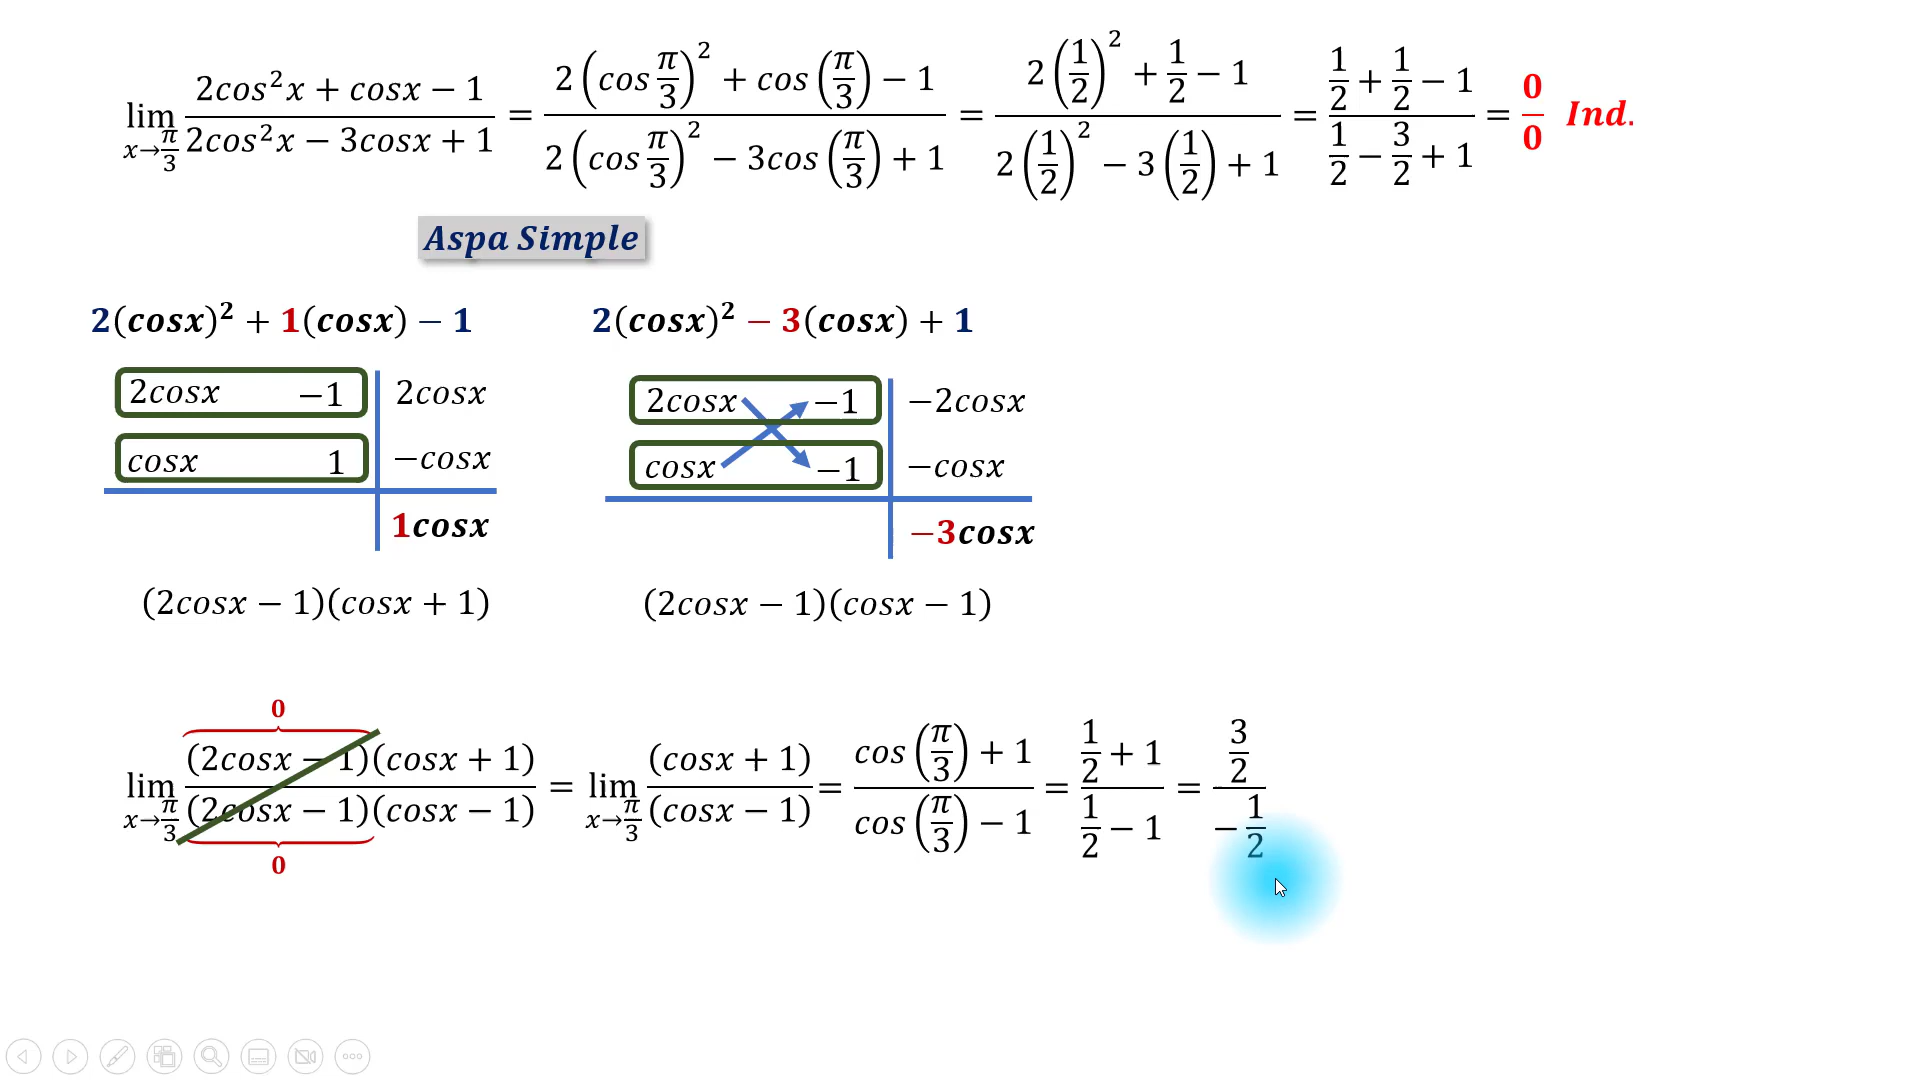 lim x→π/3 (2cos²x + cosx − 1)/(2cos²x − 3cosx + 1) = (2(cos π/3)² + cos(π/3) − 1)/(2(cos π/3)² − 3cos(π/3) + 1) = (2(1/2)² + 1/2 − 1)/(2(1/2)² − 3(1/2) + 1) = (1/2 + 1/2 − 1)/(1/2 − 3/2 + 1) = 0/0 Ind.
Aspa Simple
2(cosx)² + 1(cosx) − 1
2cosx −1 2cosx
cosx 1 −cosx
1cosx
(2cosx − 1)(cosx + 1)
2(cosx)² − 3(cosx) + 1
2cosx −1 −2cosx
cosx −1 −cosx
−3cosx
(2cosx − 1)(cosx − 1)
0
lim x→π/3 ((2cosx − 1)(cosx + 1))/((2cosx − 1)(cosx − 1)) = lim x→π/3 (cosx + 1)/(cosx − 1) = (cos(π/3) + 1)/(cos(π/3) − 1) = (1/2 + 1)/(1/2 − 1) = (3/2)/(−1/2)
0